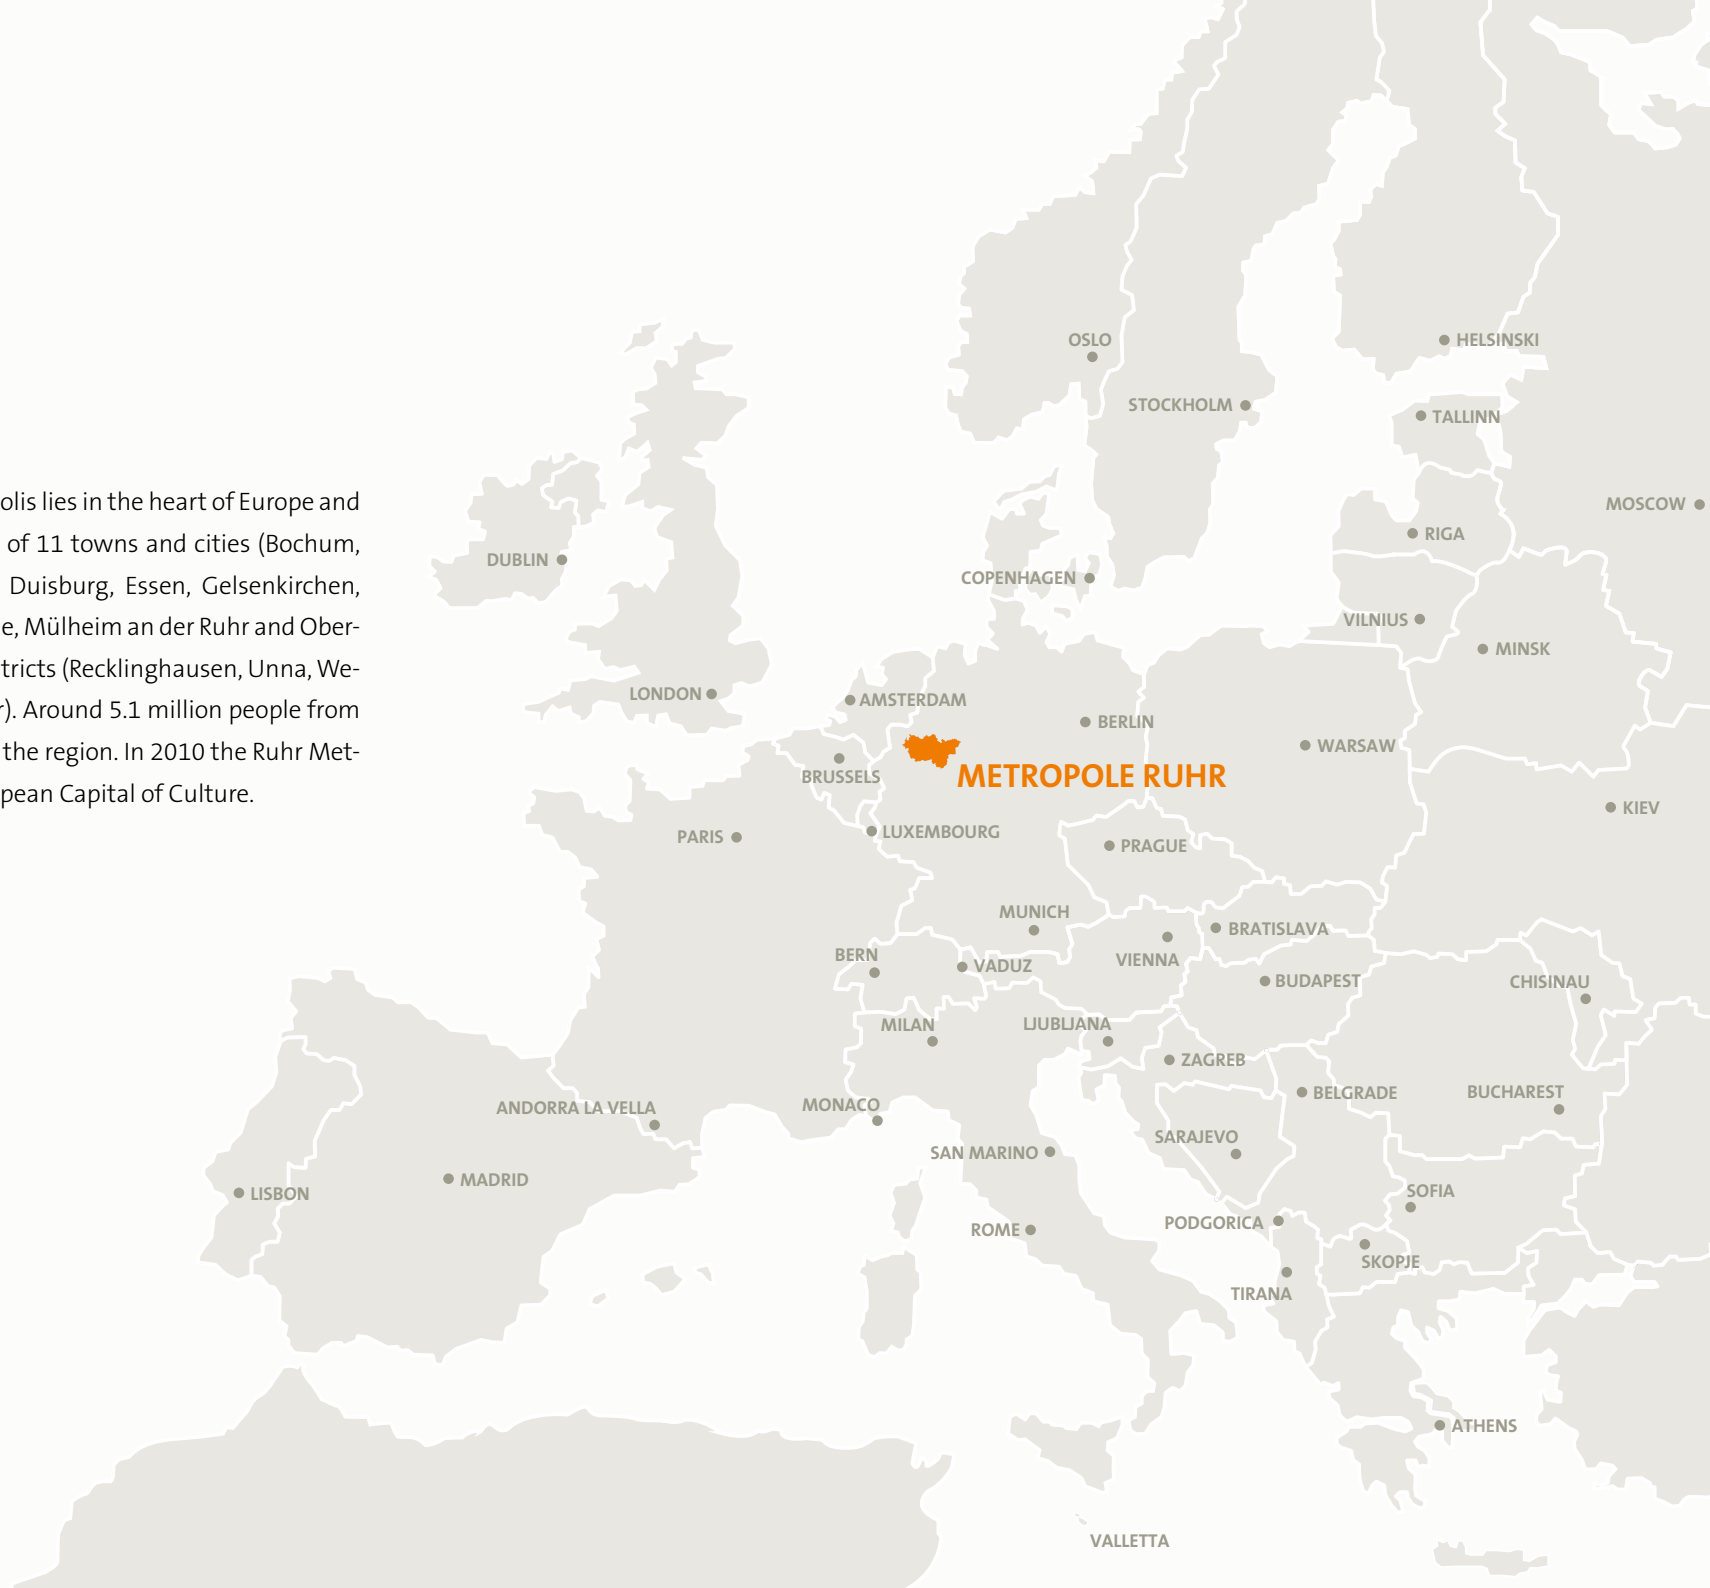 olis lies in the heart of Europe and
of 11 towns and cities (Bochum,
Duisburg, Essen, Gelsenkirchen,
e, Mülheim an der Ruhr and Ober-
tricts (Recklinghausen, Unna, We-
r). Around 5.1 million people from
the region. In 2010 the Ruhr Met-
pean Capital of Culture.
OSLO
HELSINSKI
STOCKHOLM
TALLINN
MOSCOW
RIGA
DUBLIN
COPENHAGEN
VILNIUS
MINSK
LONDON
AMSTERDAM
BERLIN
WARSAW
BRUSSELS
METROPOLE RUHR
KIEV
PARIS
LUXEMBOURG
PRAGUE
MUNICH
BRATISLAVA
BERN
VIENNA
VADUZ
BUDAPEST
CHISINAU
MILAN
LJUBLJANA
ZAGREB
BELGRADE
BUCHAREST
MONACO
ANDORRA LA VELLA
SARAJEVO
SAN MARINO
MADRID
LISBON
SOFIA
PODGORICA
ROME
SKOPJE
TIRANA
ATHENS
VALLETTA